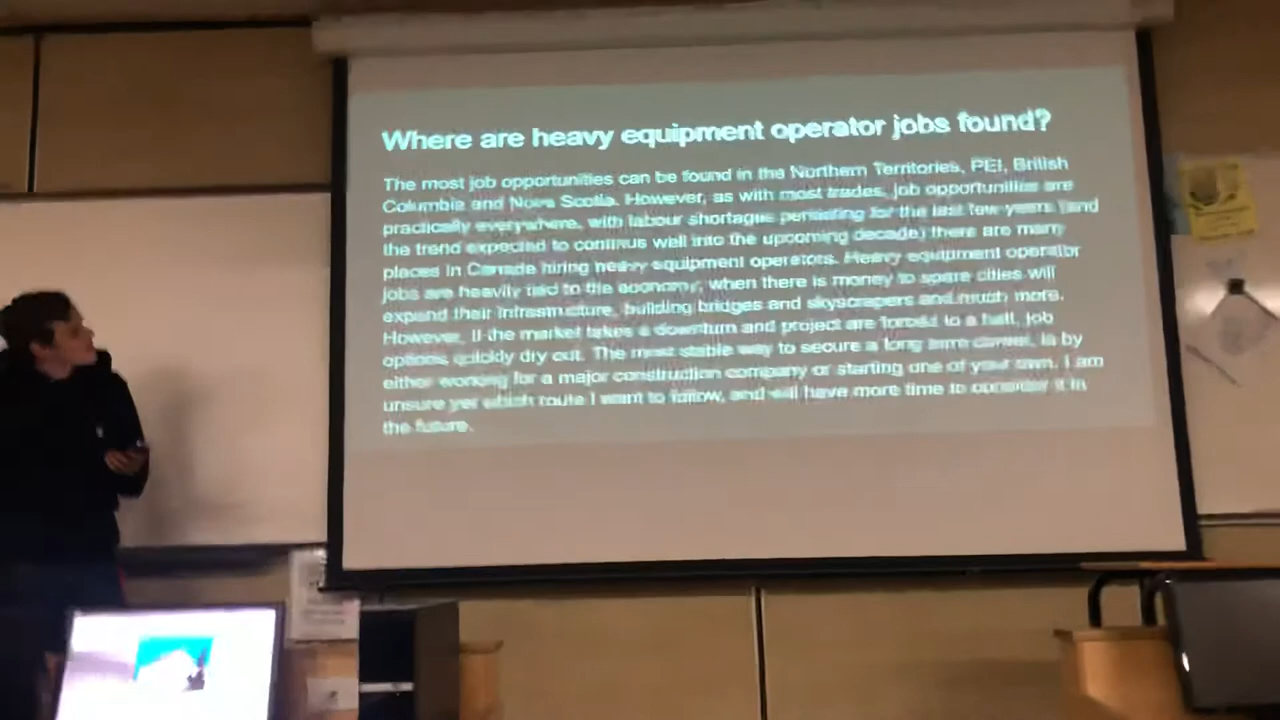 Where are heavy equipment operator jobs found?
The most job opportunities can be found in the Northern Territories, PEI, British
Columbia and Nova Scotia. However, as with most trades, job opportunities are
practically everywhere, with labour shortages persisting for the last few years (and
the trend expected to continue well into the upcoming decade) there are many
places in Canada hiring heavy equipment operators. Heavy equipment operator
jobs are heavily tied to the economy, when there is money to spare cities will
expand their infrastructure, building bridges and skyscrapers and much more.
However, if the market takes a downturn and project are forced to a halt, job
options quickly dry out. The most stable way to secure a long term career, is by
either working for a major construction company or starting one of your own. I am
unsure yer which route I want to follow, and will have more time to consider it in
the future.